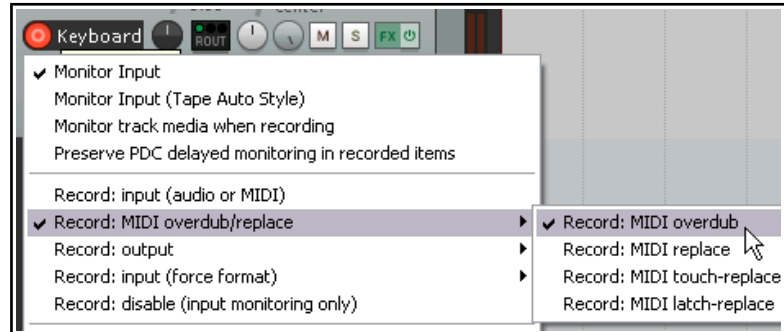 Keyboard ROUT M S FX
Monitor Input
Monitor Input (Tape Auto Style)
Monitor track media when recording
Preserve PDC delayed monitoring in recorded items
Record: input (audio or MIDI)
Record: MIDI overdub/replace
Record: output
Record: input (force format)
Record: disable (input monitoring only)
Record: MIDI overdub
Record: MIDI replace
Record: MIDI touch-replace
Record: MIDI latch-replace